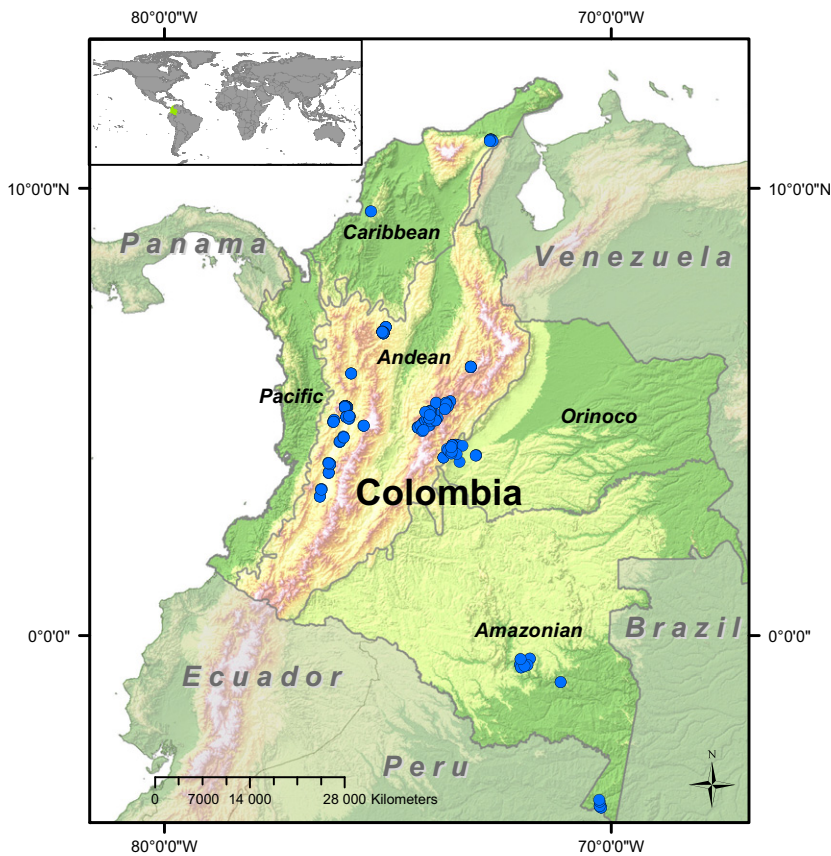 80°0'0"W 70°0'0"W
10°0'0"N 10°0'0"N
Caribbean
Panama
Venezuela
Andean
Pacific
Orinoco
Colombia
Amazonian
Brazil
0°0'0" 0°0'0"
Ecuador
Peru
N
0 7000 14 000 28 000 Kilometers
80°0'0"W 70°0'0"W